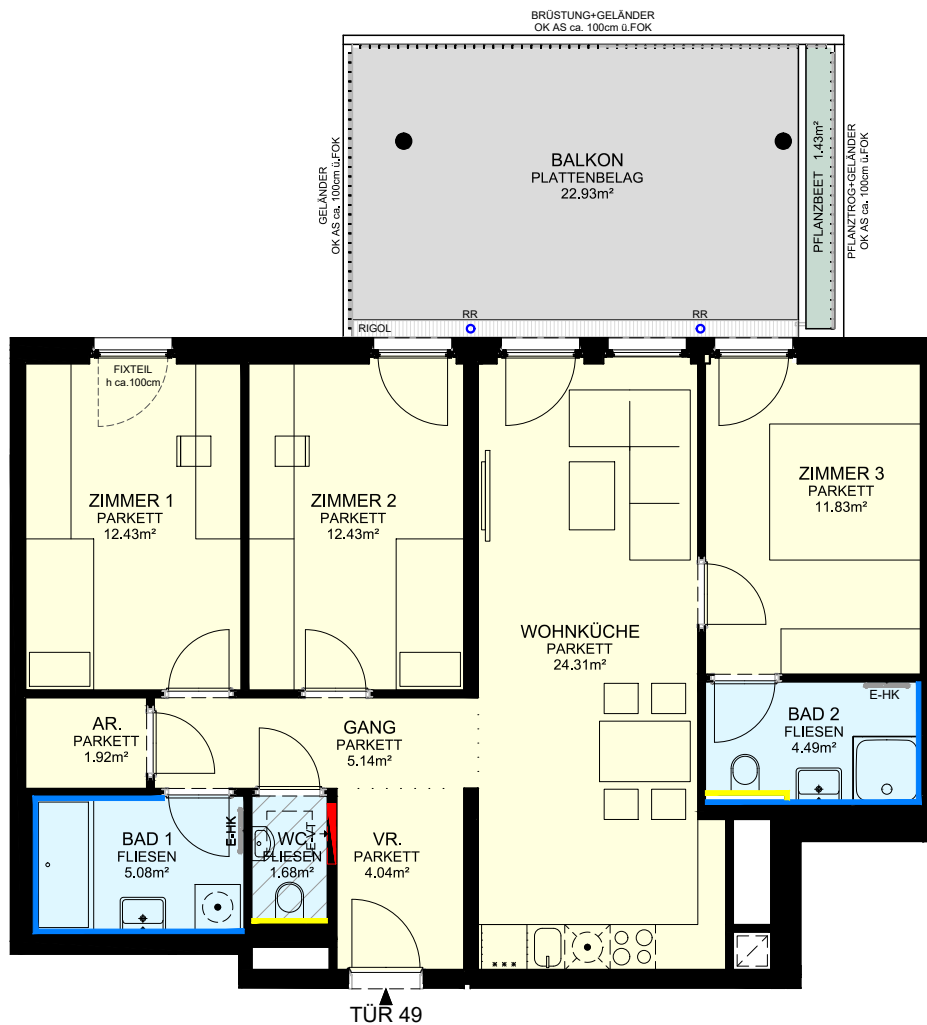 BRÜSTUNG+GELÄNDER
OK AS ca. 100cm ü.FOK
GELÄNDER
OK AS ca. 100cm ü.FOK
BALKON
PLATTENBELAG
22.93m²
PFLANZBEET 1.43m²
PFLANZTROG+GELÄNDER
OK AS ca. 100cm ü.FOK
RIGOL
RR
RR
FIXTEIL
h ca.100cm
ZIMMER 1
PARKETT
12.43m²
ZIMMER 2
PARKETT
12.43m²
ZIMMER 3
PARKETT
11.83m²
WOHNKÜCHE
PARKETT
24.31m²
AR.
PARKETT
1.92m²
GANG
PARKETT
5.14m²
E-HK
BAD 2
FLIESEN
4.49m²
BAD 1
FLIESEN
5.08m²
E-HK
WC
FLIESEN
1.68m²
E-VT
VR.
PARKETT
4.04m²
TÜR 49